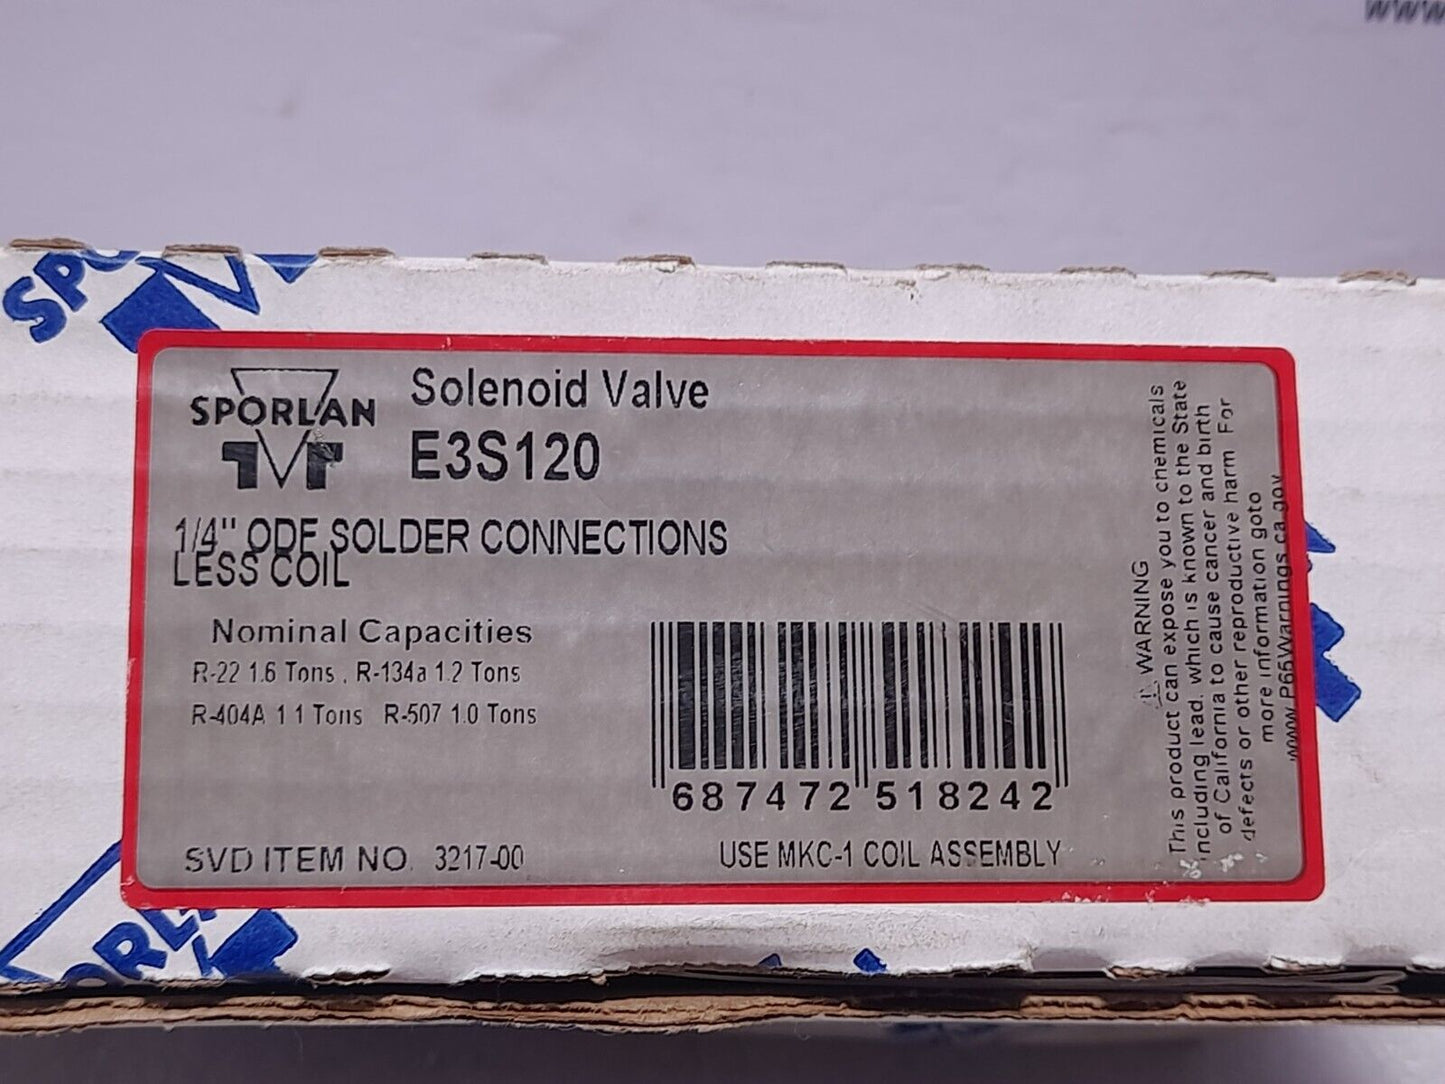 www
SPO
SPORLAN
Solenoid Valve
E3S120
1/4" ODF SOLDER CONNECTIONS
LESS COIL
Nominal Capacities
R-22 1.6 Tons , R-134a 1.2 Tons
R-404A 1 1 Tons R-507 1.0 Tons
687472 518242
SVD ITEM NO. 3217-00
USE MKC-1 COIL ASSEMBLY
⚠ WARNING
This product can expose you to chemicals
including lead, which is known to the State
of California to cause cancer and birth
defects or other reproductive harm For
more information goto
www.P65Warnings.ca.gov
ORL